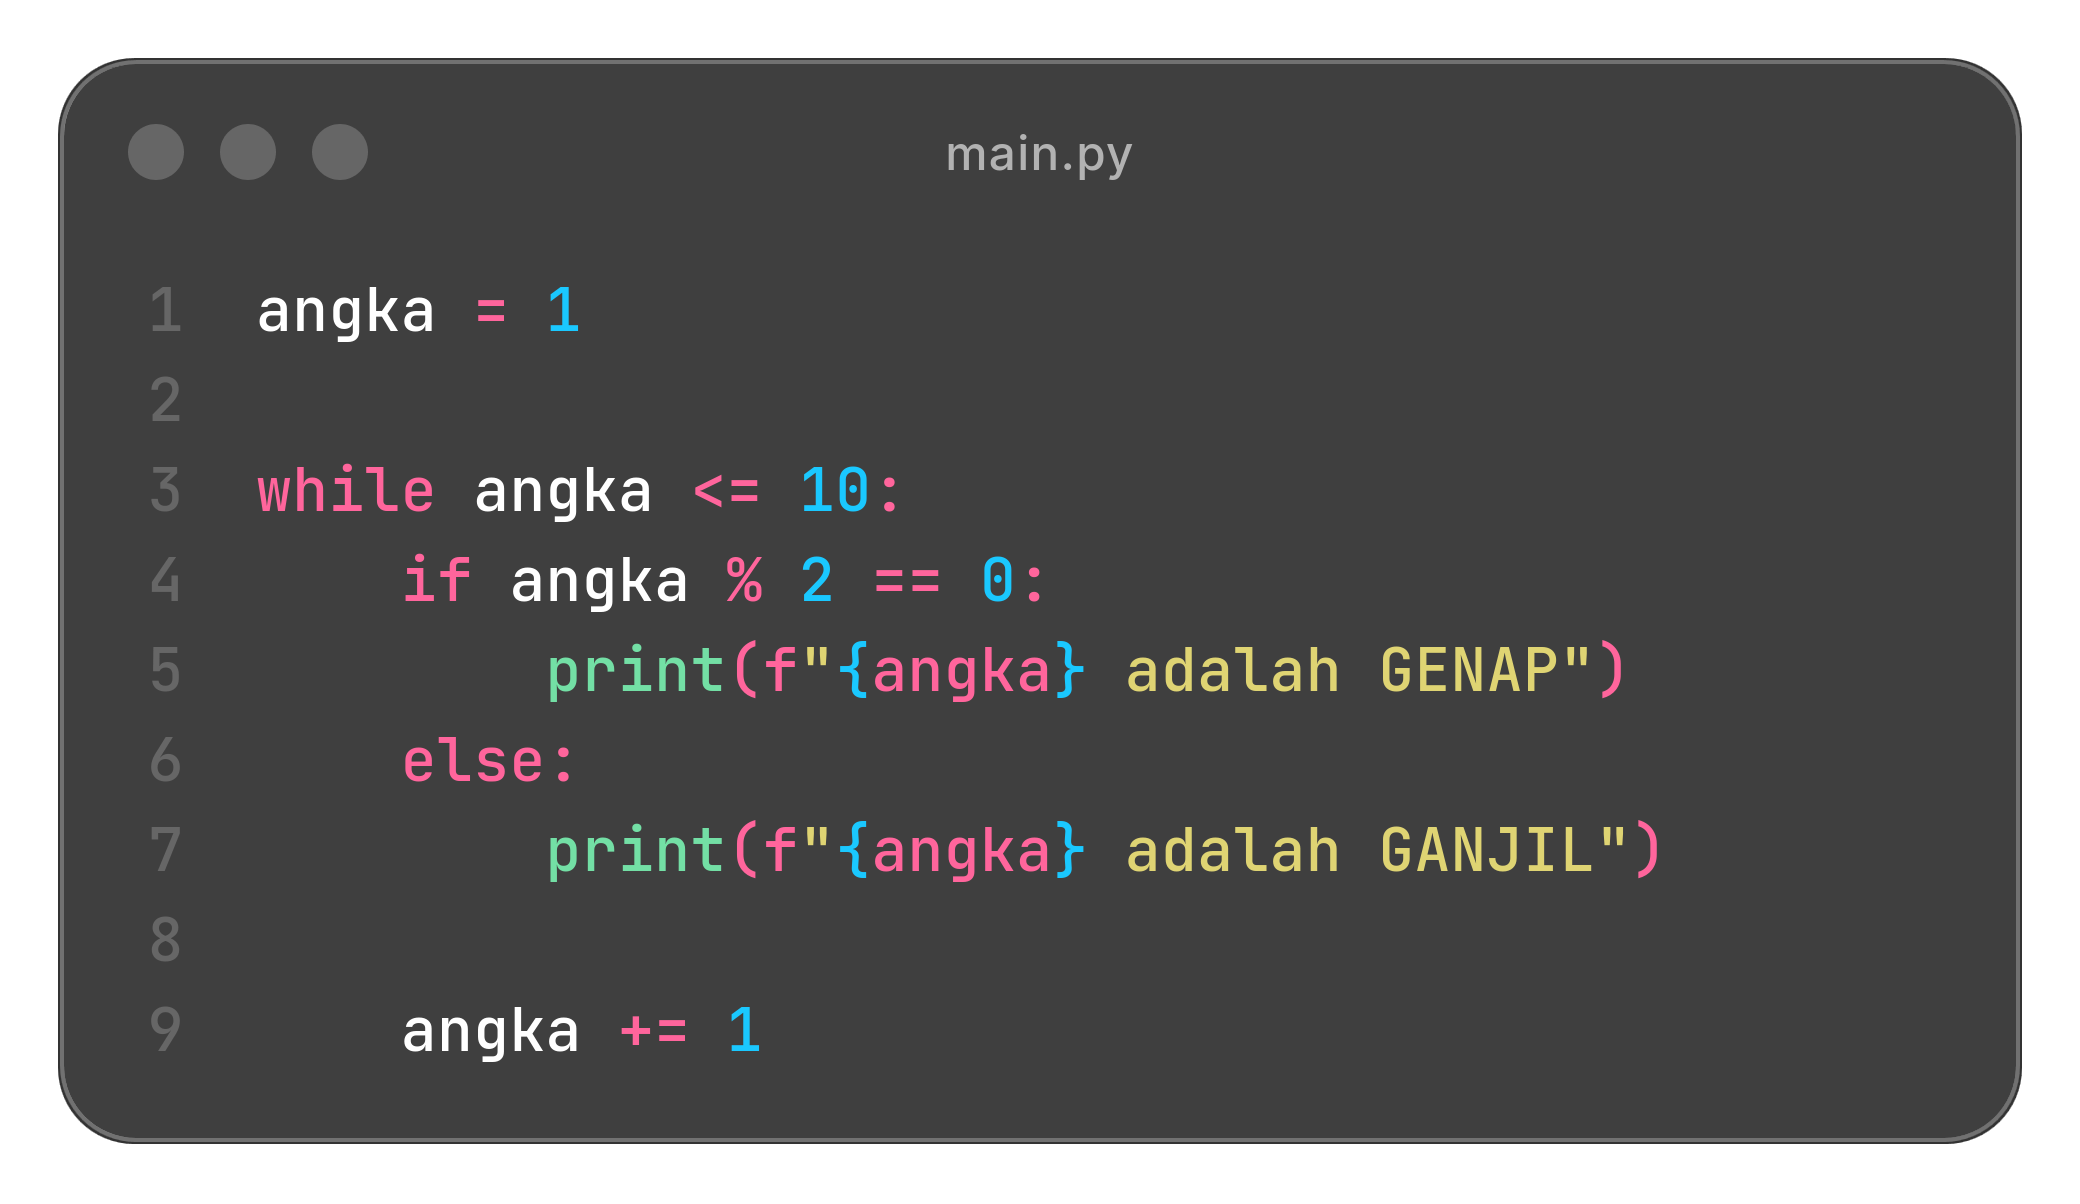 main.py
1 angka = 1
2
3 while angka <= 10:
4     if angka % 2 == 0:
5         print(f"{angka} adalah GENAP")
6     else:
7         print(f"{angka} adalah GANJIL")
8
9     angka += 1